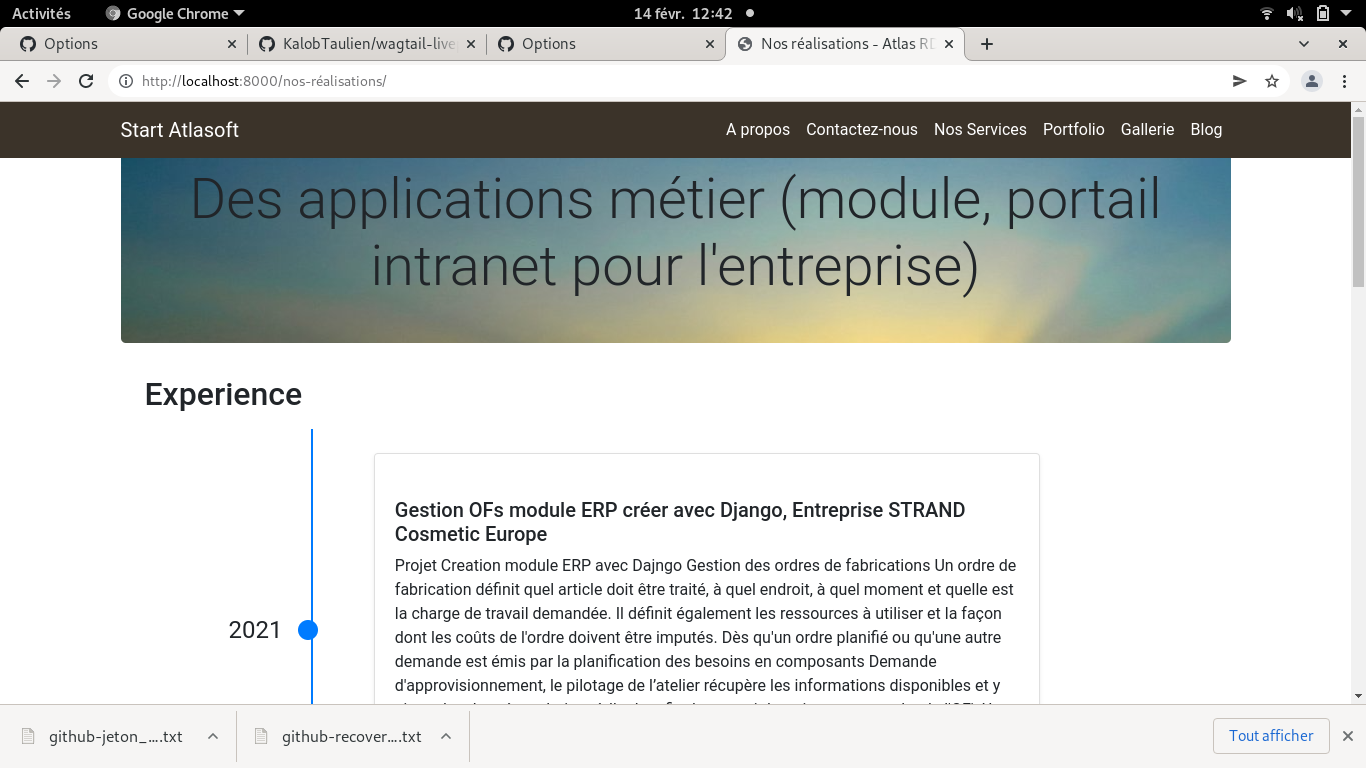 Activités
Google Chrome
14 févr. 12:42
Options
KalobTaulien/wagtail-live
Options
Nos réalisations - Atlas RD
http://localhost:8000/nos-réalisations/
Start Atlasoft
A propos
Contactez-nous
Nos Services
Portfolio
Gallerie
Blog
Des applications métier (module, portail
intranet pour l'entreprise)
Experience
Gestion OFs module ERP créer avec Django, Entreprise STRAND
Cosmetic Europe
Projet Creation module ERP avec Dajngo Gestion des ordres de fabrications Un ordre de
fabrication définit quel article doit être traité, à quel endroit, à quel moment et quelle est
la charge de travail demandée. Il définit également les ressources à utiliser et la façon
2021
dont les coûts de l'ordre doivent être imputés. Dès qu'un ordre planifié ou qu'une autre
demande est émis par la planification des besoins en composants Demande
d'approvisionnement, le pilotage de l’atelier récupère les informations disponibles et y
github-jeton_....txt
github-recover....txt
Tout afficher